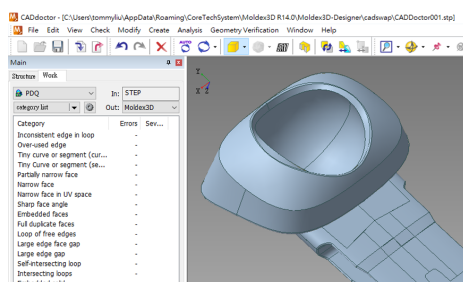 CADdoctor - [C:\Users\tommyliu\AppData\Roaming\CoreTechSystem\Moldex3D R14.0\Moldex3D-Designer\cadswap\CADDoctor001.stp]
File Edit View Check Modify Create Analysis Geometry Verification Window Help
Main
Structure Work
PDQ In: STEP
category list Out: Moldex3D
Category Errors Sev...
Inconsistent edge in loop -
Over-used edge -
Tiny curve or segment (cur... -
Tiny Curve or segment (se... -
Partially narrow face -
Narrow face -
Narrow face in UV space -
Sharp face angle -
Embedded faces -
Full duplicate faces -
Loop of free edges -
Large edge face gap -
Large edge gap -
Self-intersecting loop -
Intersecting loops -
Y
X Z